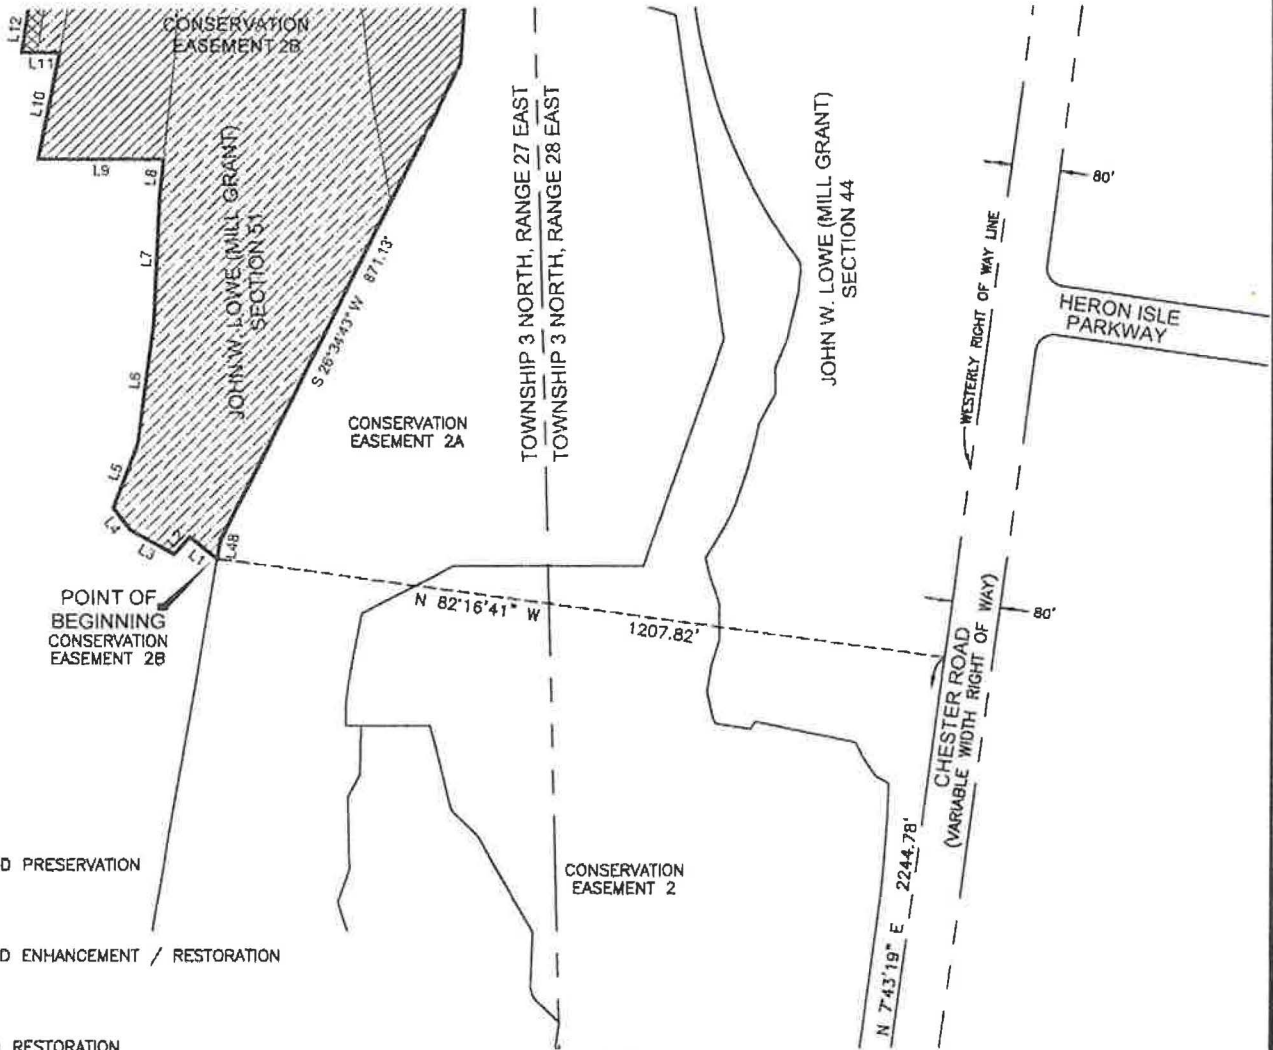 CONSERVATION
EASEMENT 2B
L12
L11
L10
L9
L8
L7
L6
L5
L4
L3
L2
L1
L48
JOHN W. LOWE (MILL GRANT)
SECTION 51
S 26°34'43" W 871.13'
CONSERVATION
EASEMENT 2A
TOWNSHIP 3 NORTH, RANGE 27 EAST
TOWNSHIP 3 NORTH, RANGE 28 EAST
JOHN W. LOWE (MILL GRANT)
SECTION 44
WESTERLY RIGHT OF WAY LINE
80'
HERON ISLE
PARKWAY
POINT OF
BEGINNING
CONSERVATION
EASEMENT 2B
N 82°16'41" W
1207.82'
80'
CHESTER ROAD
(VARIABLE WIDTH RIGHT OF WAY)
N 7°43'19" E 2244.78'
CONSERVATION
EASEMENT 2
D PRESERVATION
D ENHANCEMENT / RESTORATION
RESTORATION